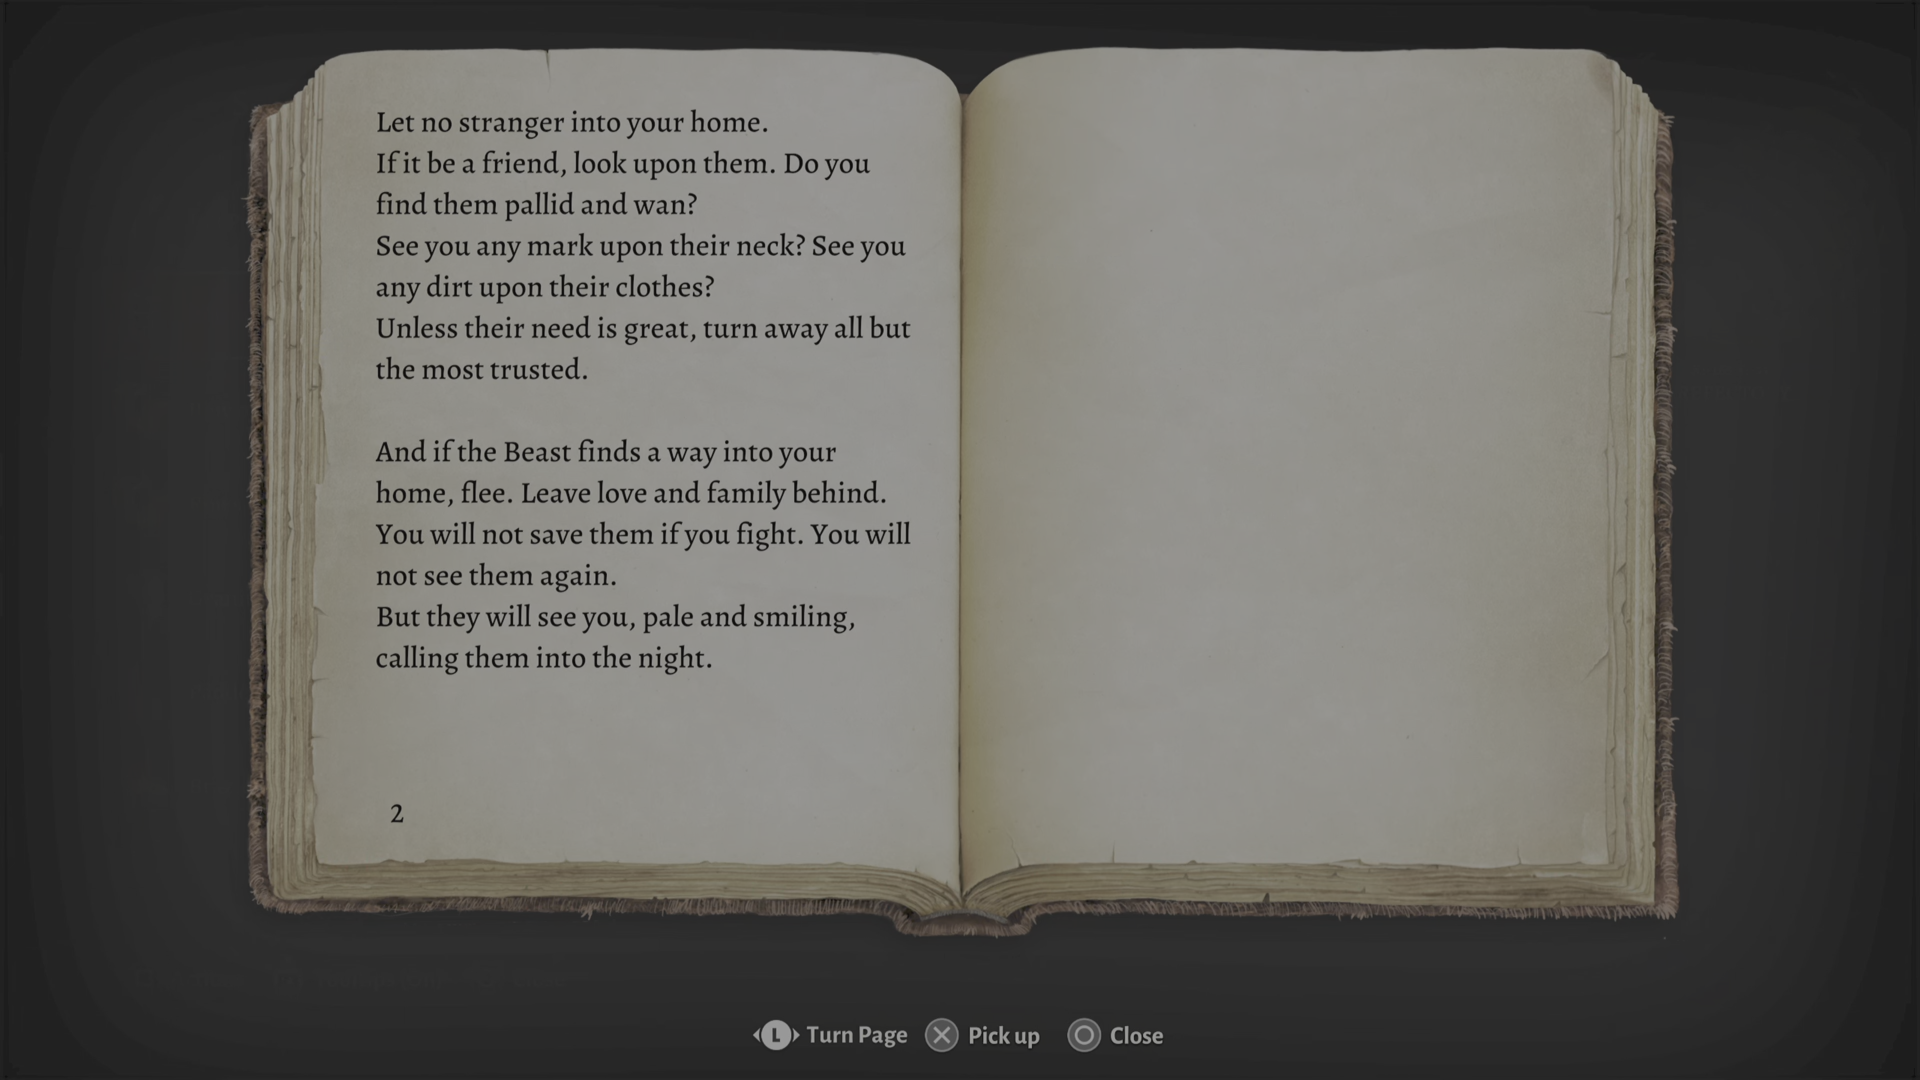 Let no stranger into your home.
If it be a friend, look upon them. Do you
find them pallid and wan?
See you any mark upon their neck? See you
any dirt upon their clothes?
Unless their need is great, turn away all but
the most trusted.
And if the Beast finds a way into your
home, flee. Leave love and family behind.
You will not save them if you fight. You will
not see them again.
But they will see you, pale and smiling,
calling them into the night.
2
L Turn Page Pick up Close